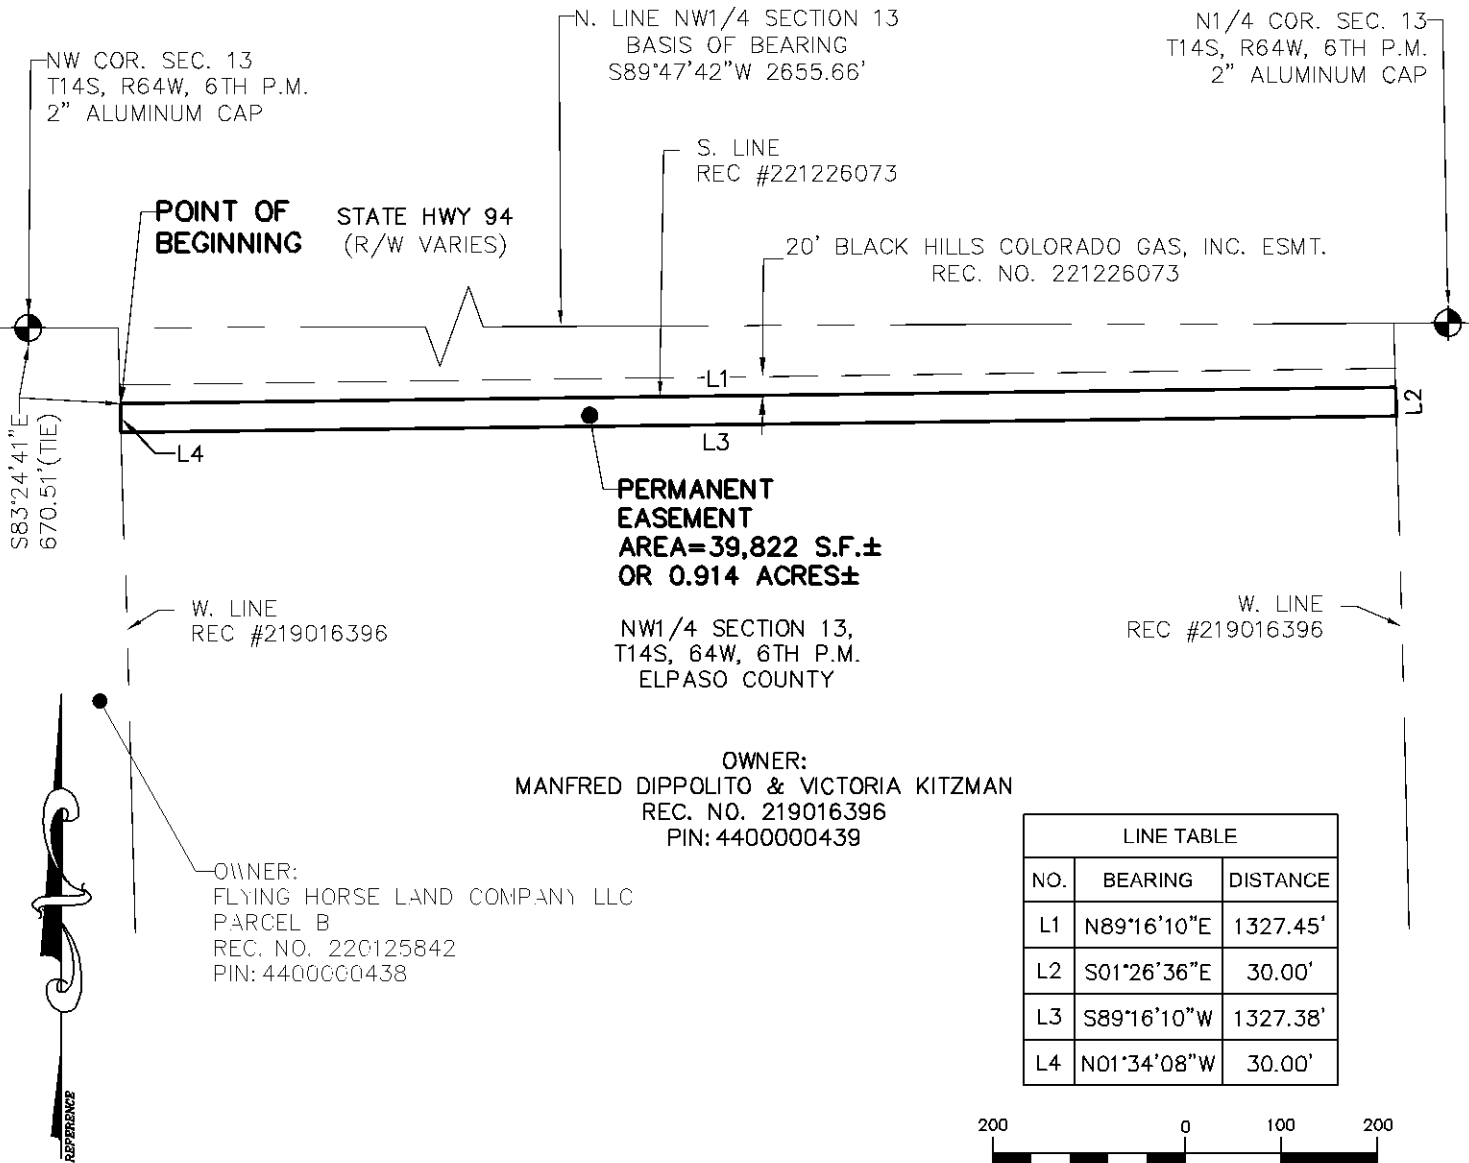 N. LINE NW1/4 SECTION 13
BASIS OF BEARING
S89°47'42"W 2655.66'
N1/4 COR. SEC. 13
T14S, R64W, 6TH P.M.
2" ALUMINUM CAP
NW COR. SEC. 13
T14S, R64W, 6TH P.M.
2" ALUMINUM CAP
S. LINE
REC #221226073
POINT OF
BEGINNING
STATE HWY 94
(R/W VARIES)
20' BLACK HILLS COLORADO GAS, INC. ESMT.
REC. NO. 221226073
L1
L2
L3
L4
S83°24'41"E
670.51'(TIE)
PERMANENT
EASEMENT
AREA=39,822 S.F.±
OR 0.914 ACRES±
W. LINE
REC #219016396
W. LINE
REC #219016396
NW1/4 SECTION 13,
T14S, 64W, 6TH P.M.
ELPASO COUNTY
OWNER:
MANFRED DIPPOLITO & VICTORIA KITZMAN
REC. NO. 219016396
PIN: 4400000439
OWNER:
FLYING HORSE LAND COMPANY LLC
PARCEL B
REC. NO. 220125842
PIN: 4400000438
LINE TABLE
NO. BEARING DISTANCE
L1 N89°16'10"E 1327.45'
L2 S01°26'36"E 30.00'
L3 S89°16'10"W 1327.38'
L4 N01°34'08"W 30.00'
REFERENCE
200 0 100 200